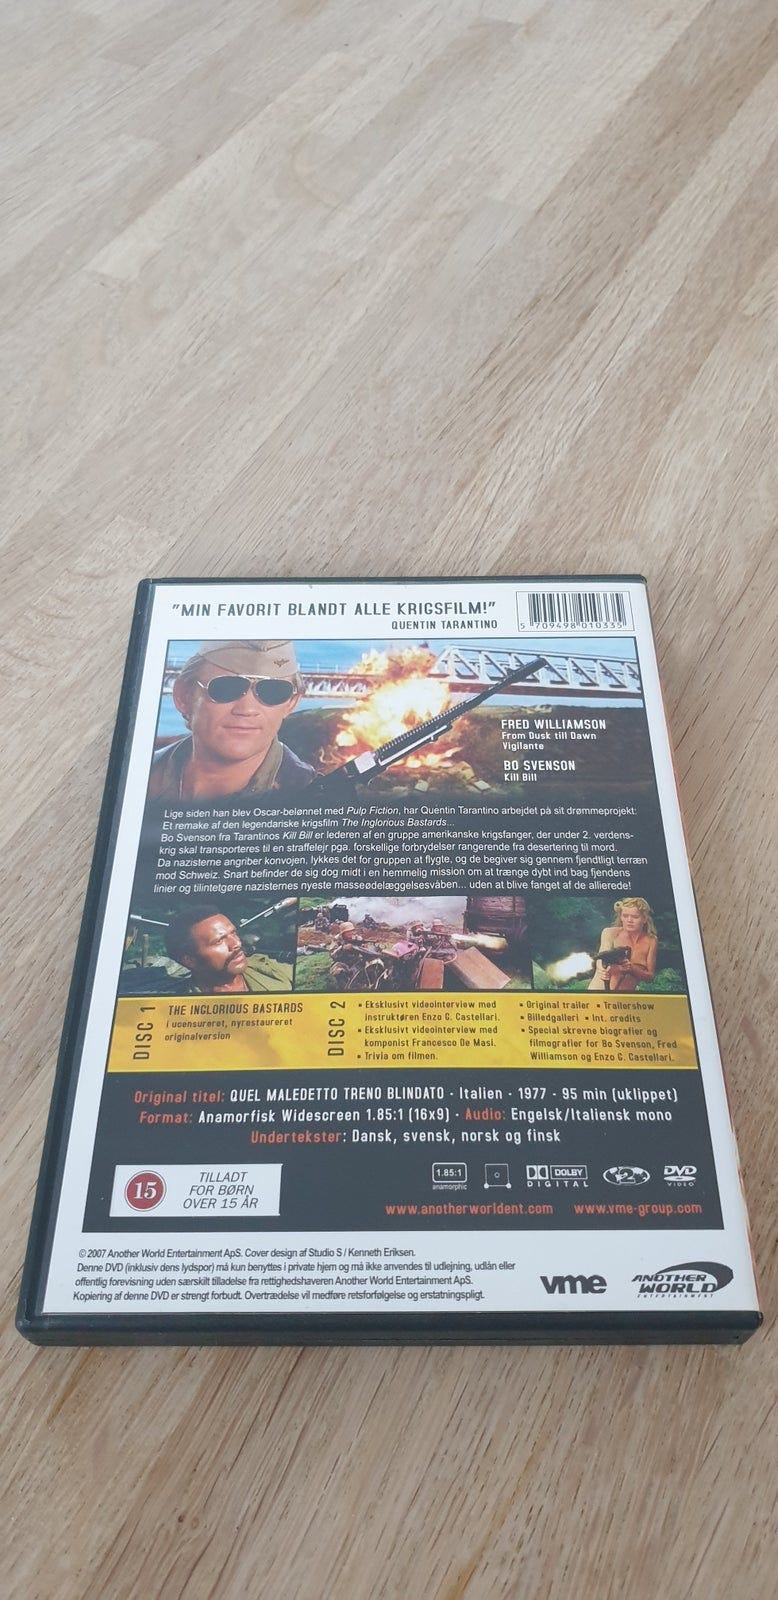 "MIN FAVORIT BLANDT ALLE KRIGSFILM!"
QUENTIN TARANTINO
5 709498 010335
FRED WILLIAMSON
From Dusk till Dawn
Vigilante
BO SVENSON
Kill Bill
Lige siden han blev Oscar-belønnet med Pulp Fiction, har Quentin Tarantino arbejdet på sit drømmeprojekt:
Et remake af den legendariske krigsfilm The Inglorious Bastards...
Bo Svenson fra Tarantinos Kill Bill er lederen af en gruppe amerikanske krigsfanger, der under 2. verdens-
krig skal transporteres til en straffelejr pga. forskellige forbrydelser rangerende fra desertering til mord.
Da nazisterne angriber konvojen, lykkes det for gruppen at flygte, og de begiver sig gennem fjendtligt terræn
mod Schweiz. Snart befinder de sig dog midt i en hemmelig mission om at trænge dybt ind bag fjendens
linier og tilintetgøre nazisternes nyeste masseødelæggelsesvåben... uden at blive fanget af de allierede!
DISC 1
THE INGLORIOUS BASTARDS
i ucensureret, nyrestaureret
originalversion
DISC 2
• Eksklusivt videointerview med
instruktøren Enzo G. Castellari.
• Eksklusivt videointerview med
komponist Francesco De Masi.
• Trivia om filmen.
• Original trailer • Trailershow
• Billedgalleri • Int. credits
• Special skrevne biografier og
filmografier for Bo Svenson, Fred
Williamson og Enzo G. Castellari.
Original titel: QUEL MALEDETTO TRENO BLINDATO - Italien - 1977 - 95 min (uklippet)
Format: Anamorfisk Widescreen 1.85:1 (16x9) - Audio: Engelsk/Italiensk mono
Undertekster: Dansk, svensk, norsk og finsk
15
TILLADT
FOR BØRN
OVER 15 ÅR
1.85:1
anamorphic
DOLBY
DIGITAL
2
DVD
VIDEO
www.anotherworldent.com www.vme-group.com
© 2007 Another World Entertainment ApS. Cover design af Studio S / Kenneth Eriksen.
Denne DVD (inklusiv dens lydspor) må kun benyttes i private hjem og må ikke anvendes til udlejning, udlån eller
offentlig forevisning uden særskilt tilladelse fra rettighedshaveren Another World Entertainment ApS.
Kopiering af denne DVD er strengt forbudt. Overtrædelse vil medføre retsforfølgelse og erstatningspligt.
vme
ANOTHER
WORLD
ENTERTAINMENT